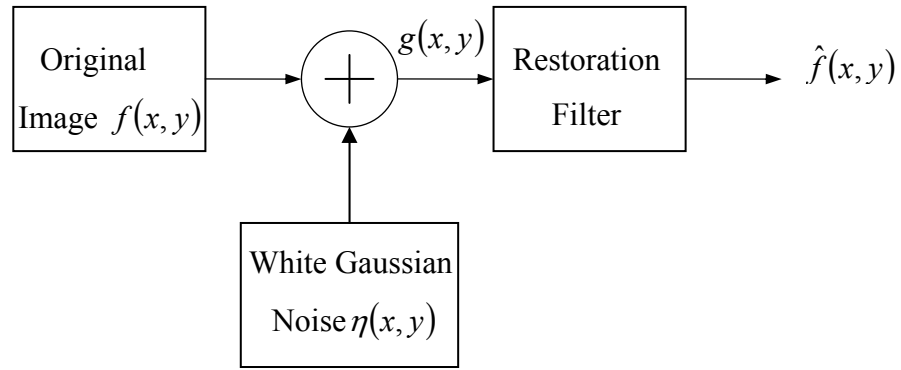 Original
Image f(x, y)
+
g(x, y)
Restoration
Filter
f̂(x, y)
White Gaussian
Noise η(x, y)